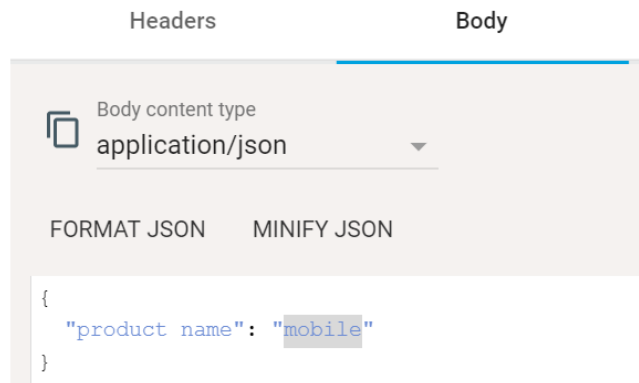 Headers Body
Body content type
application/json
FORMAT JSON MINIFY JSON
{
"product name": "mobile"
}